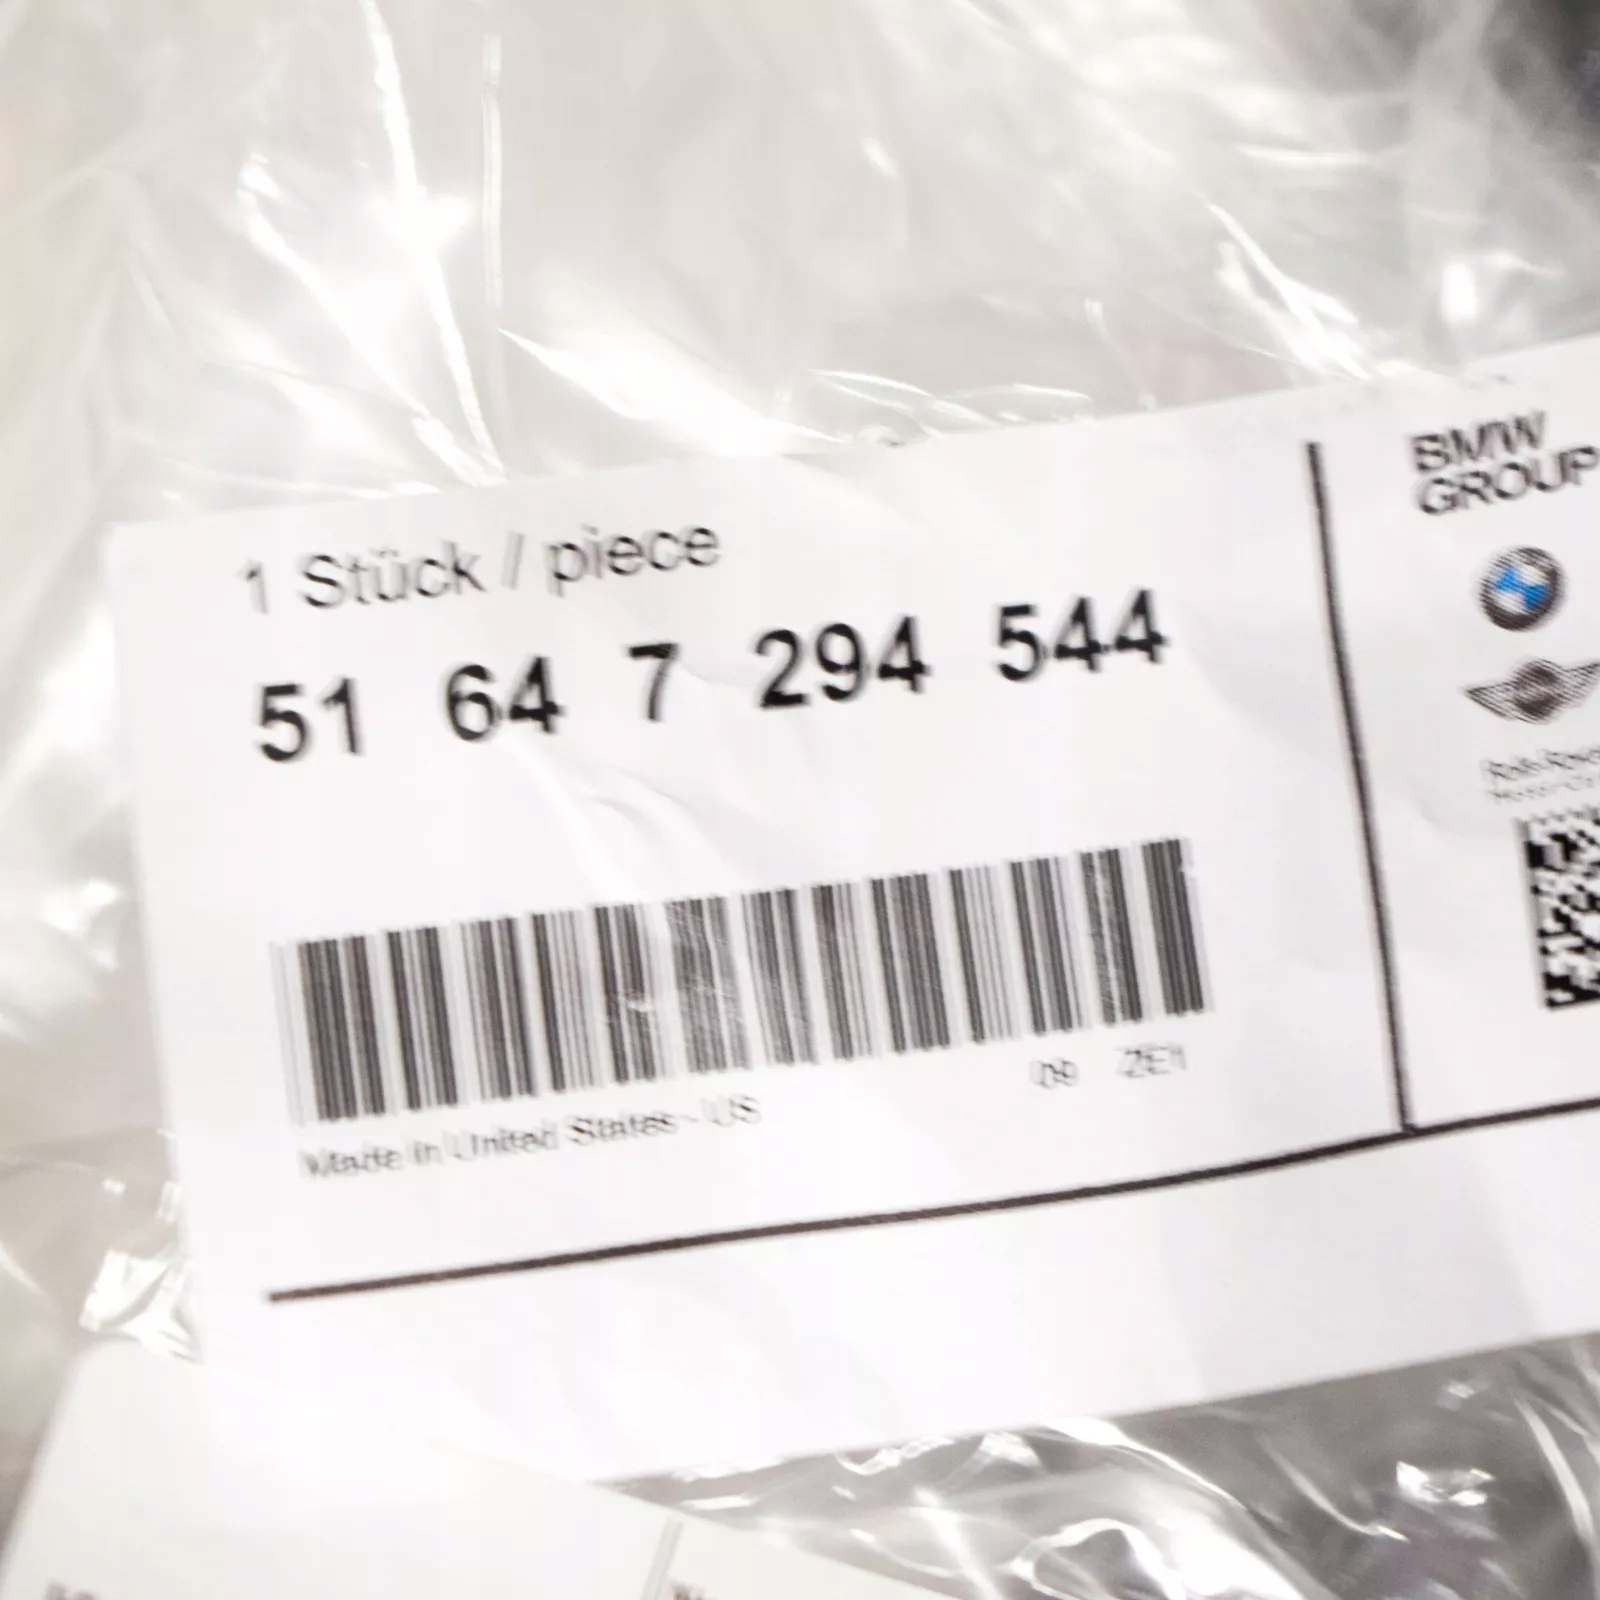 1 Stück / piece
51 64 7 294 544
Made in United States - US
09 ZE1
BMW
GROUP